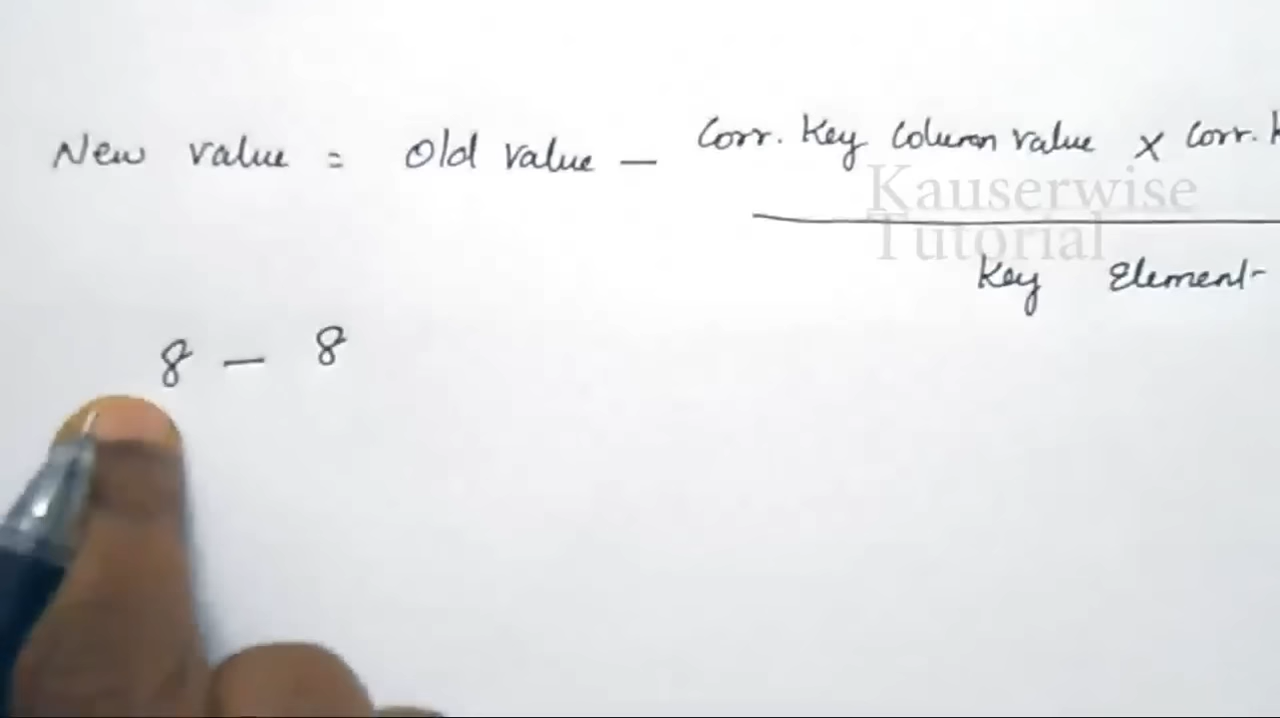 New value = Old value — Corr. Key Column value X Corr. K
Kauserwise
Tutorial
Key Element
8 — 8